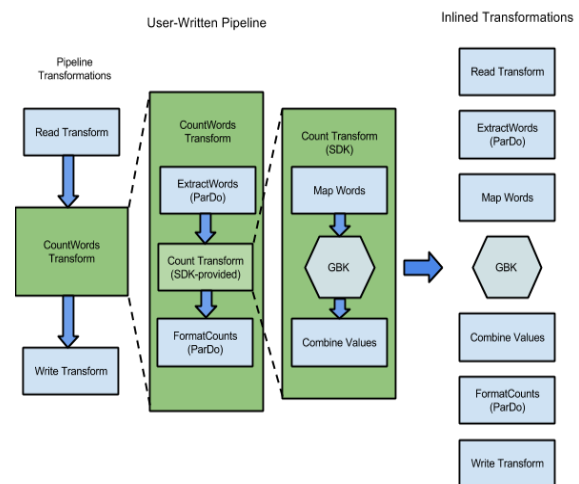 User-Written Pipeline
Inlined Transformations
Pipeline
Transformations
Read Transform
CountWords
Transform
Write Transform
CountWords
Transform
ExtractWords
(ParDo)
Count Transform
(SDK-provided)
FormatCounts
(ParDo)
Count Transform
(SDK)
Map Words
GBK
Combine Values
Read Transform
ExtractWords
(ParDo)
Map Words
GBK
Combine Values
FormatCounts
(ParDo)
Write Transform